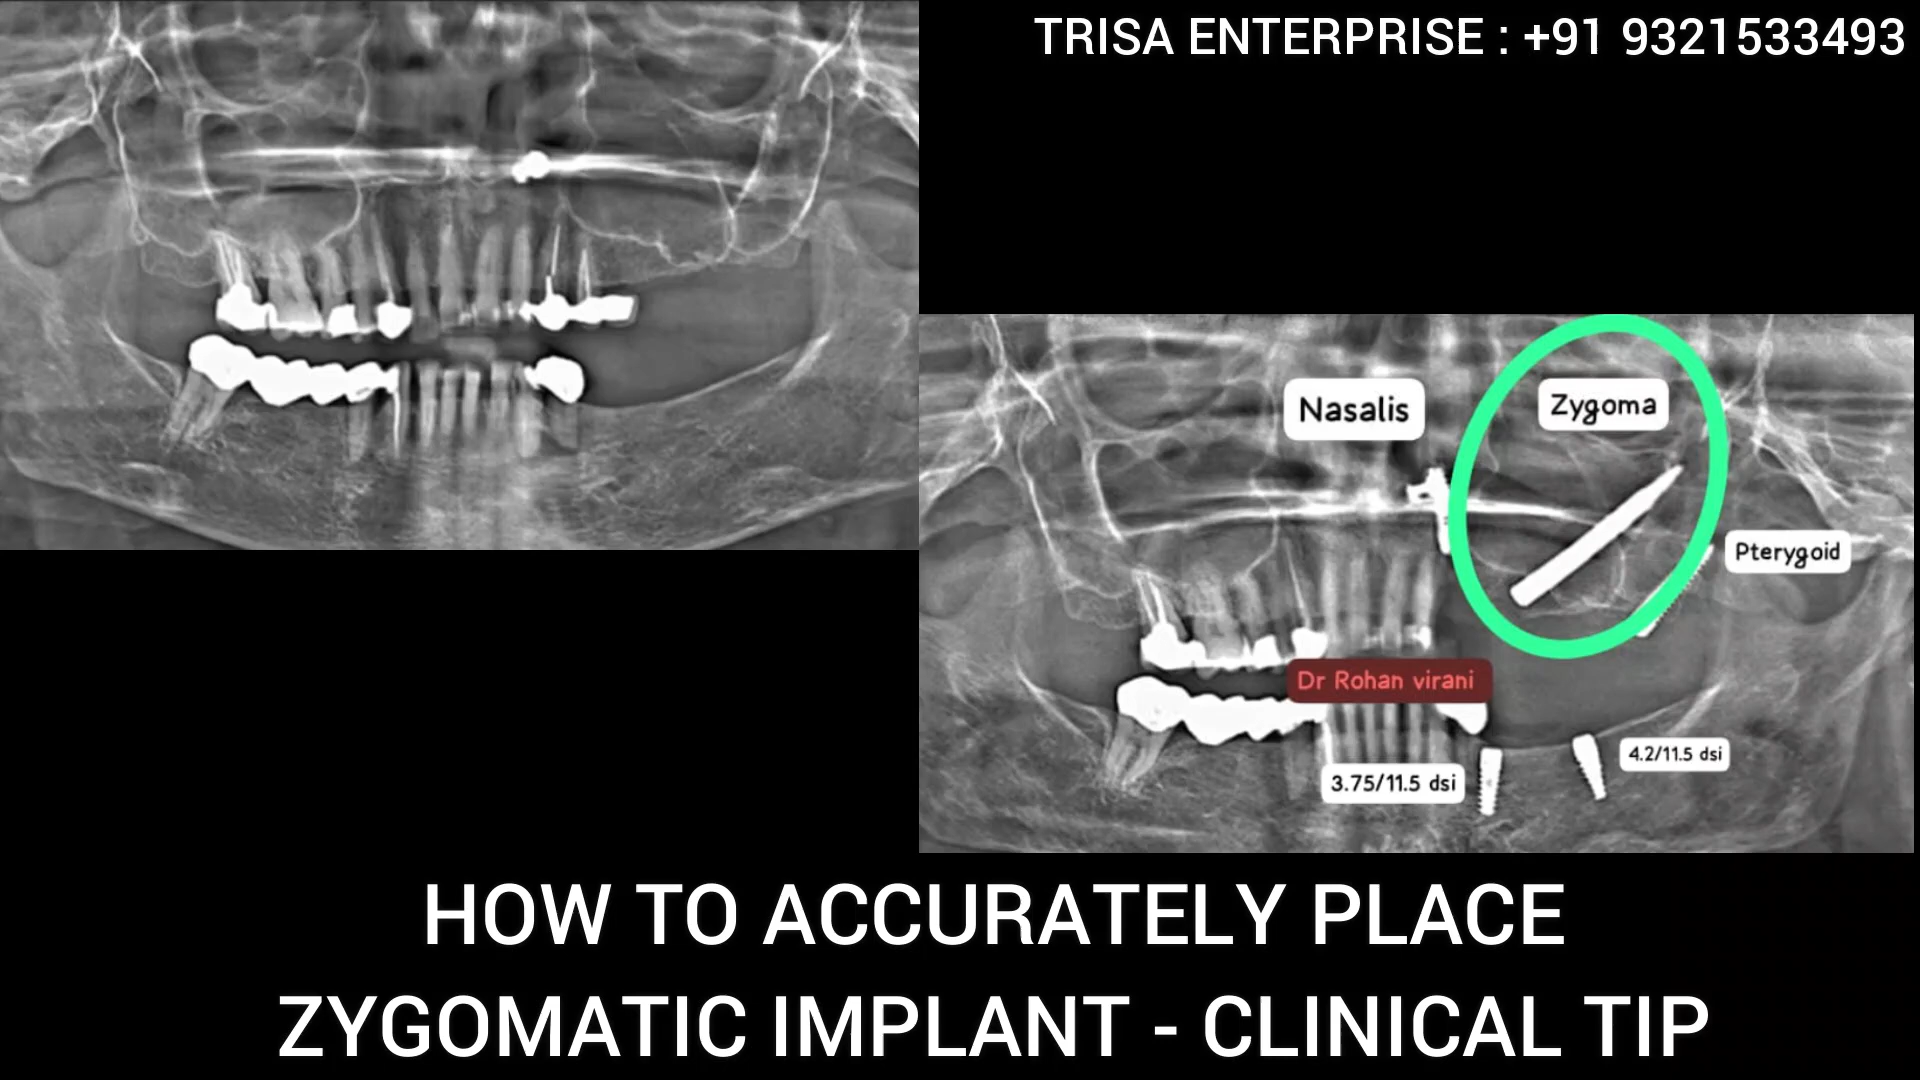 TRISA ENTERPRISE : +91 9321533493
Nasalis
Zygoma
Pterygoid
Dr Rohan virani
4.2/11.5 dsi
3.75/11.5 dsi
HOW TO ACCURATELY PLACE
ZYGOMATIC IMPLANT - CLINICAL TIP